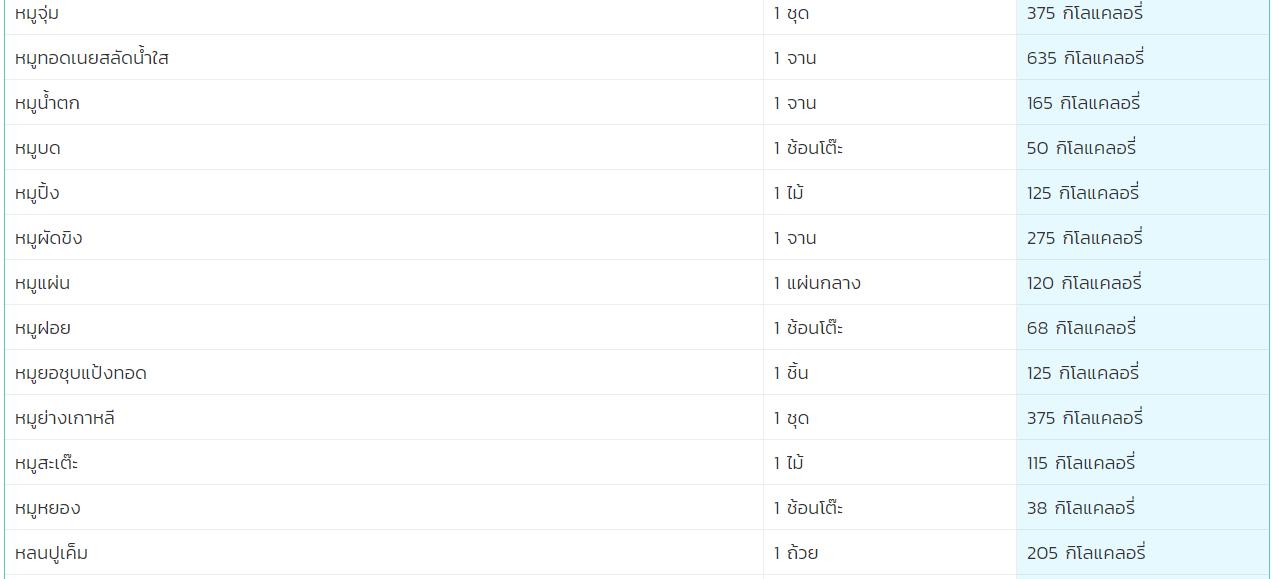 หมูจุ่ม 1 ชุด 375 กิโลแคลอรี่
หมูทอดเนยสลัดน้ำใส 1 จาน 635 กิโลแคลอรี่
หมูน้ำตก 1 จาน 165 กิโลแคลอรี่
หมูบด 1 ช้อนโต๊ะ 50 กิโลแคลอรี่
หมูปิ้ง 1 ไม้ 125 กิโลแคลอรี่
หมูผัดขิง 1 จาน 275 กิโลแคลอรี่
หมูแผ่น 1 แผ่นกลาง 120 กิโลแคลอรี่
หมูฝอย 1 ช้อนโต๊ะ 68 กิโลแคลอรี่
หมูยอชุบแป้งทอด 1 ชิ้น 125 กิโลแคลอรี่
หมูย่างเกาหลี 1 ชุด 375 กิโลแคลอรี่
หมูสะเต๊ะ 1 ไม้ 115 กิโลแคลอรี่
หมูหยอง 1 ช้อนโต๊ะ 38 กิโลแคลอรี่
หลนปูเค็ม 1 ถ้วย 205 กิโลแคลอรี่